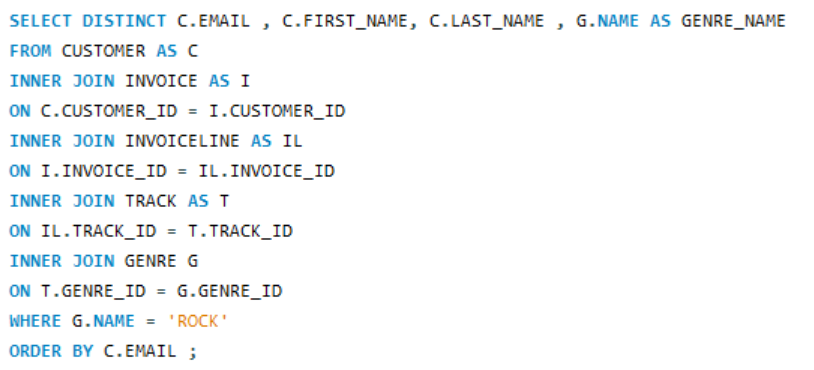 SELECT DISTINCT C.EMAIL , C.FIRST_NAME, C.LAST_NAME , G.NAME AS GENRE_NAME
FROM CUSTOMER AS C
INNER JOIN INVOICE AS I
ON C.CUSTOMER_ID = I.CUSTOMER_ID
INNER JOIN INVOICELINE AS IL
ON I.INVOICE_ID = IL.INVOICE_ID
INNER JOIN TRACK AS T
ON IL.TRACK_ID = T.TRACK_ID
INNER JOIN GENRE G
ON T.GENRE_ID = G.GENRE_ID
WHERE G.NAME = 'ROCK'
ORDER BY C.EMAIL ;